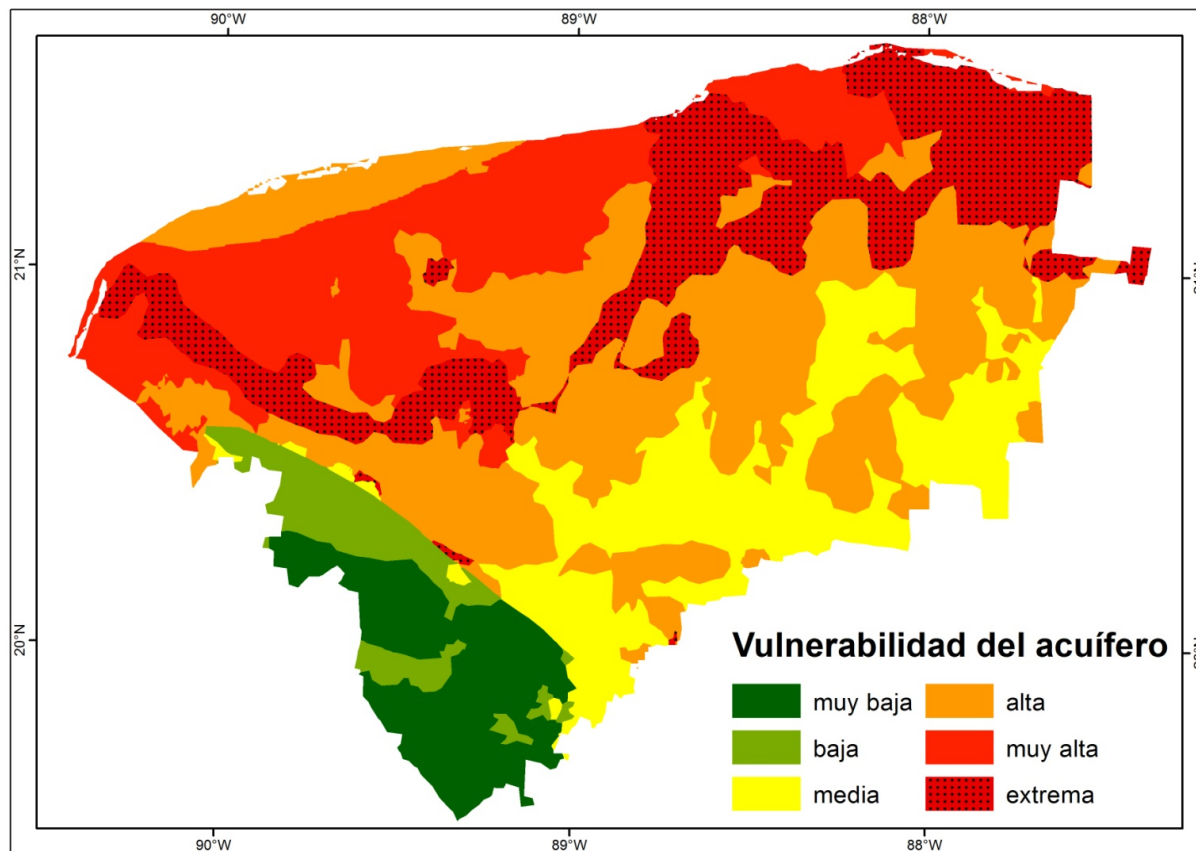 90°W 89°W 88°W
21°N
20°N
Vulnerabilidad del acuífero
muy baja alta
baja muy alta
media extrema
90°W 89°W 88°W